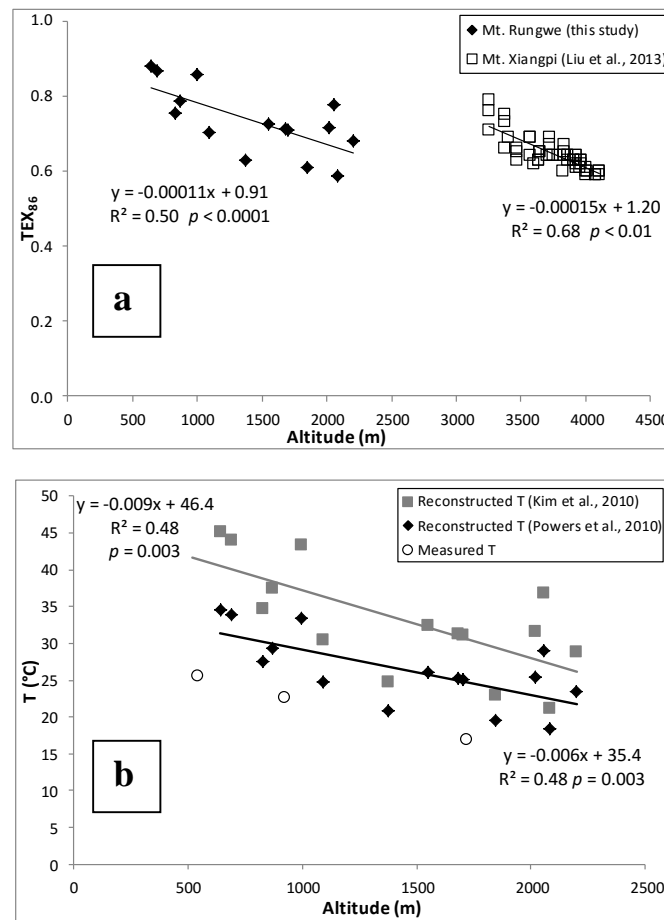 1.0
0.8
0.6
0.4
0.2
0.0
TEX86
Mt. Rungwe (this study)
Mt. Xiangpi (Liu et al., 2013)
y = -0.00011x + 0.91
R² = 0.50 p < 0.0001
y = -0.00015x + 1.20
R² = 0.68 p < 0.01
a
0 500 1000 1500 2000 2500 3000 3500 4000 4500
Altitude (m)
50
45
40
35
30
25
20
15
10
5
0
T (°C)
y = -0.009x + 46.4
R² = 0.48
p = 0.003
Reconstructed T (Kim et al., 2010)
Reconstructed T (Powers et al., 2010)
Measured T
y = -0.006x + 35.4
R² = 0.48 p = 0.003
b
0 500 1000 1500 2000 2500
Altitude (m)